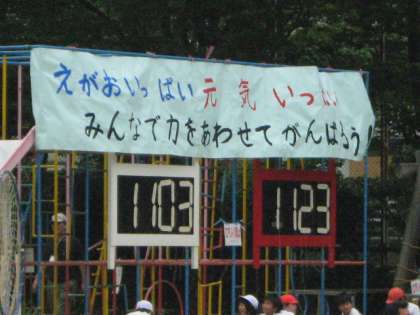 えがおいっぱい 元気 いっぱい
みんなで力をあわせて がんばろう!
1103 1123